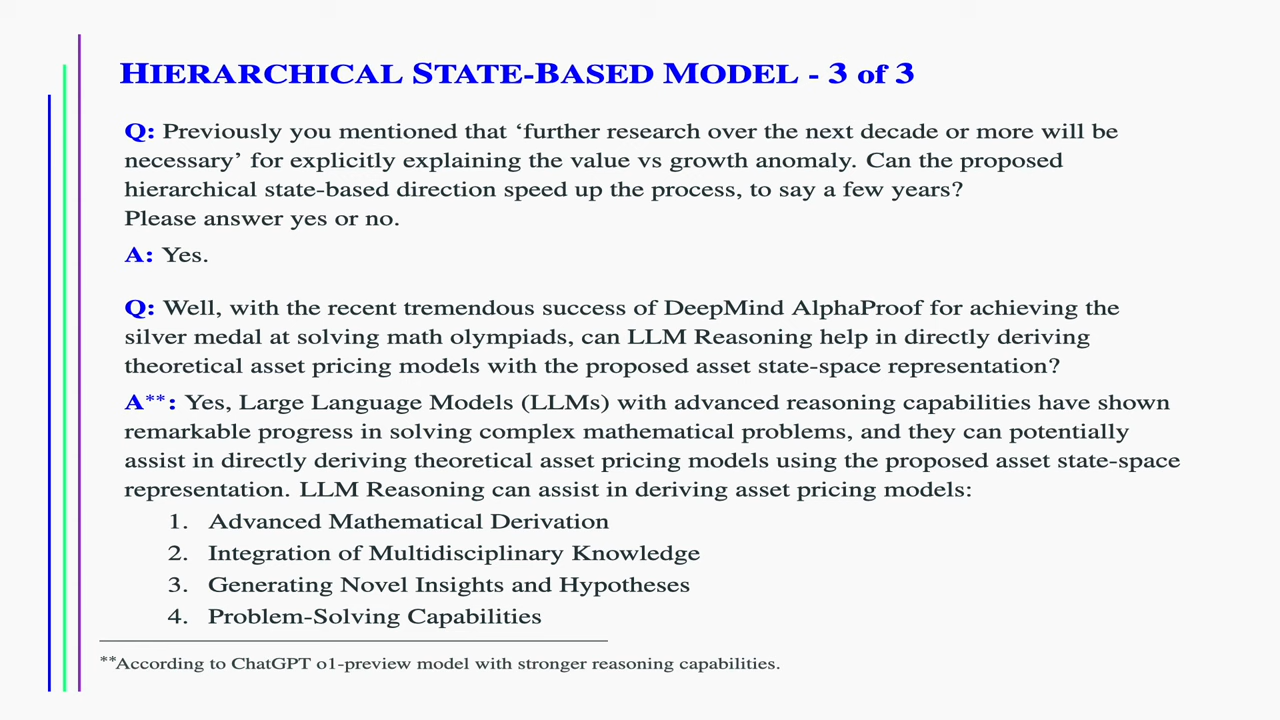 HIERARCHICAL STATE-BASED MODEL - 3 of 3
Q: Previously you mentioned that ‘further research over the next decade or more will be
necessary’ for explicitly explaining the value vs growth anomaly. Can the proposed
hierarchical state-based direction speed up the process, to say a few years?
Please answer yes or no.
A: Yes.
Q: Well, with the recent tremendous success of DeepMind AlphaProof for achieving the
silver medal at solving math olympiads, can LLM Reasoning help in directly deriving
theoretical asset pricing models with the proposed asset state-space representation?
A**: Yes, Large Language Models (LLMs) with advanced reasoning capabilities have shown
remarkable progress in solving complex mathematical problems, and they can potentially
assist in directly deriving theoretical asset pricing models using the proposed asset state-space
representation. LLM Reasoning can assist in deriving asset pricing models:
1. Advanced Mathematical Derivation
2. Integration of Multidisciplinary Knowledge
3. Generating Novel Insights and Hypotheses
4. Problem-Solving Capabilities
**According to ChatGPT o1-preview model with stronger reasoning capabilities.